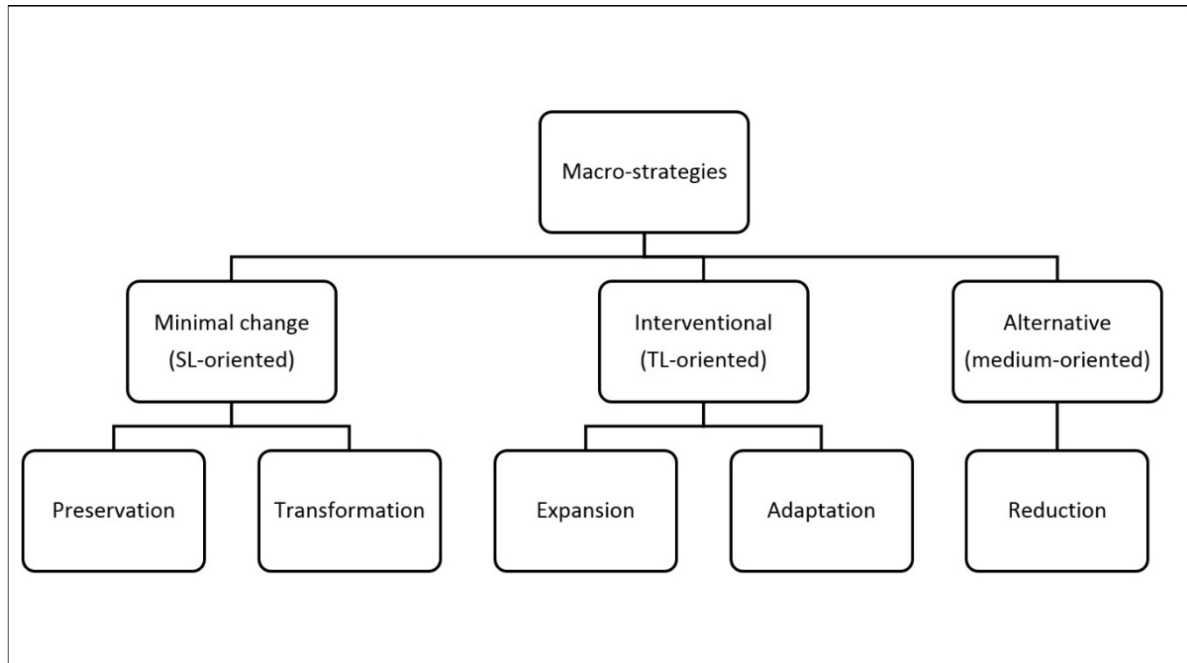 Macro-strategies
Minimal change
(SL-oriented)
Interventional
(TL-oriented)
Alternative
(medium-oriented)
Preservation
Transformation
Expansion
Adaptation
Reduction